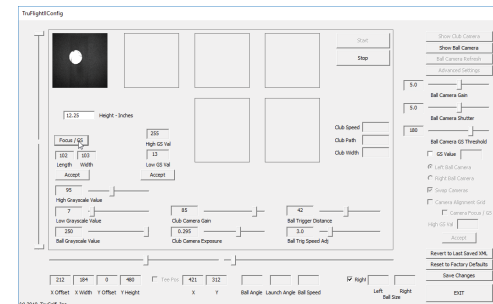 TruFlightIIConfig
Start
Stop
Show Club Camera
Show Ball Camera
Ball Camera Refresh
Advanced Settings
5.0
Ball Camera Gain
5.0
Ball Camera Shutter
180
Ball Camera GS Threshold
GS Value
Left Ball Camera
Right Ball Camera
Swap Cameras
Camera Alignment Grid
Camera Focus / GS
High GS Val
Accept
Revert to Last Saved XML
Reset to Factory Defaults
Save Changes
EXIT
12.25 Height - Inches
Focus / GS
255
High GS Val
102 103
Length Width
13
Low GS Val
Accept Accept
Club Speed
Club Path
Club Width
95
High Grayscale Value
7 85 42
Low Grayscale Value Club Camera Gain Ball Trigger Distance
250 0.295 3.0
Ball Grayscale Value Club Camera Exposure Ball Trig Speed Adj
212 184 0 480 Tee Pos 421 312 Right
X Offset X Width Y Offset Y Height X Y Ball Angle Launch Angle Ball Speed Left Right
Ball Size